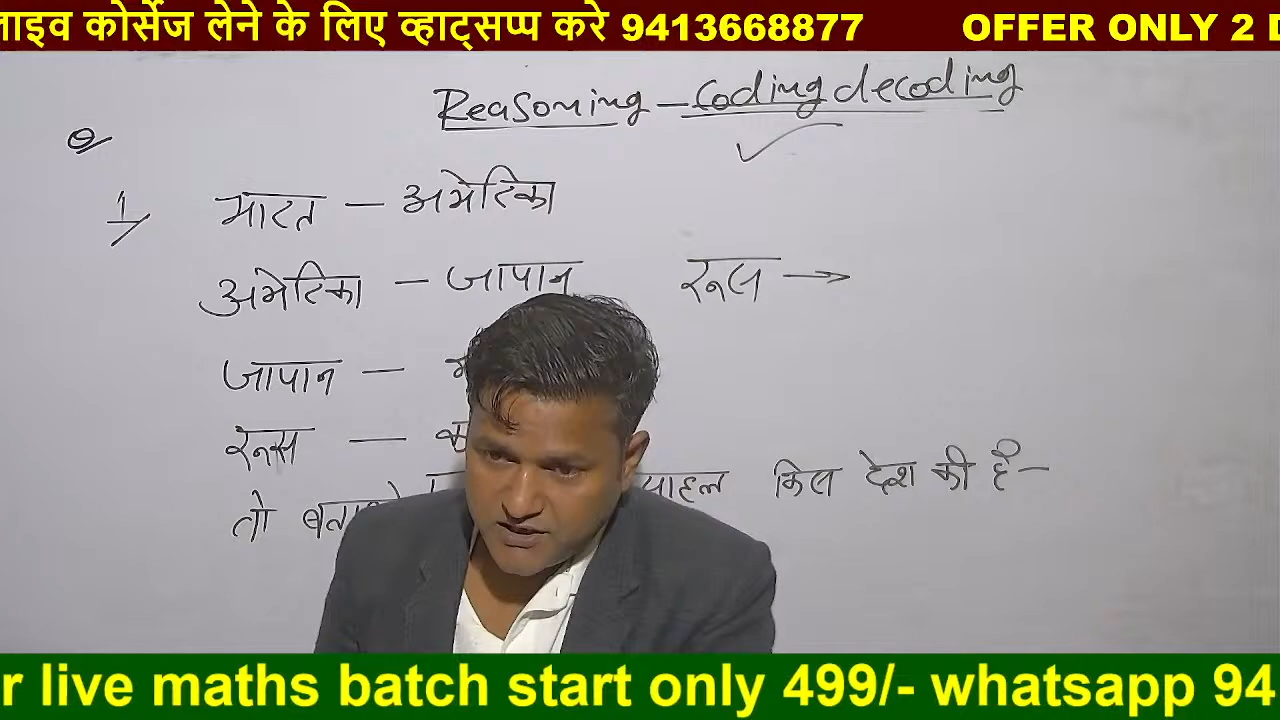 लाइव कोर्सेज लेने के लिए व्हाट्सप्प करे 9413668877 OFFER ONLY 2 D
Reasoning – Coding decoding
Q
1 भारत – अमेरिका
अमेरिका – जापान रूस →
जापान –
रूस –
तो किस देश की है –
r live maths batch start only 499/- whatsapp 94